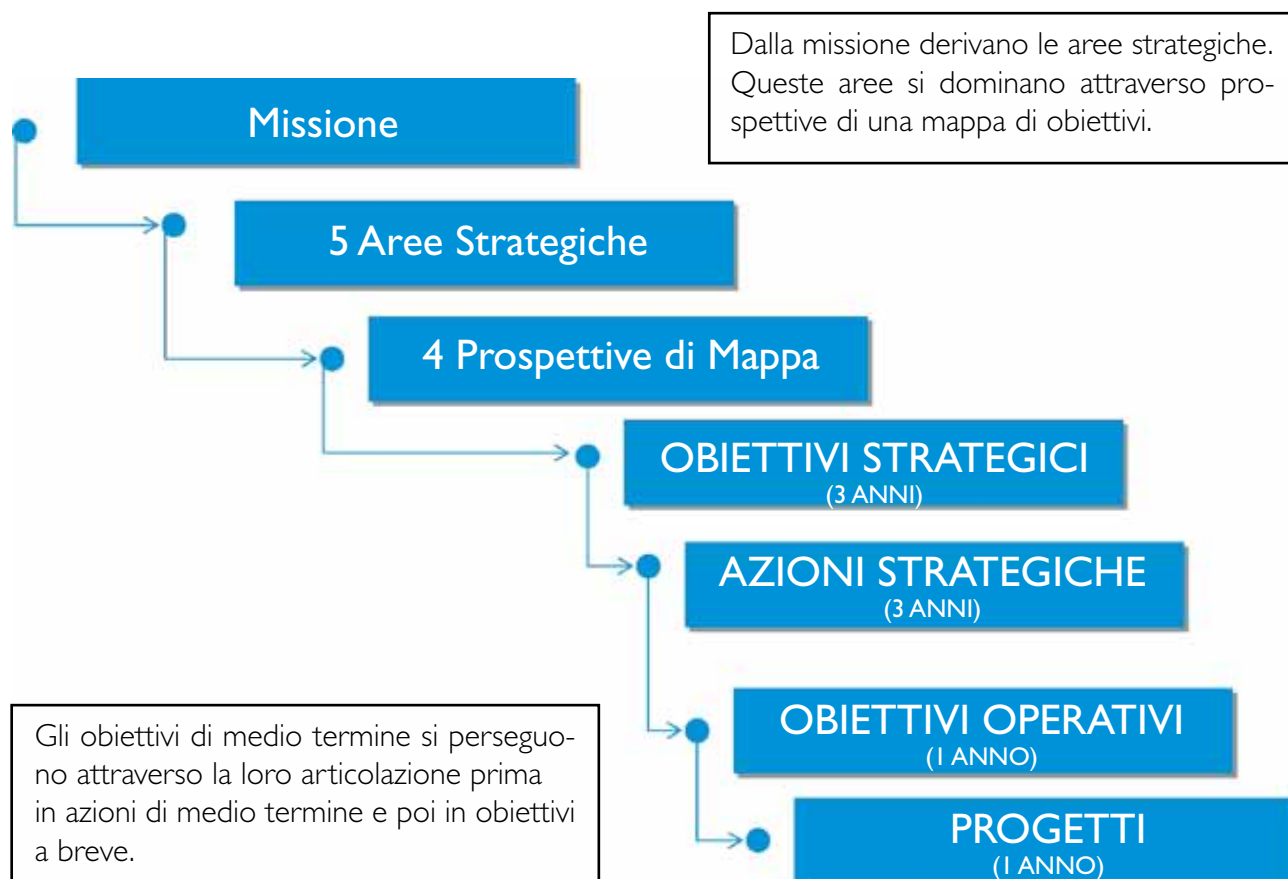 Dalla missione derivano le aree strategiche.
Queste aree si dominano attraverso pro-
spettive di una mappa di obiettivi.
Missione
5 Aree Strategiche
4 Prospettive di Mappa
OBIETTIVI STRATEGICI
(3 ANNI)
AZIONI STRATEGICHE
(3 ANNI)
OBIETTIVI OPERATIVI
(1 ANNO)
PROGETTI
(1 ANNO)
Gli obiettivi di medio termine si perseguo-
no attraverso la loro articolazione prima
in azioni di medio termine e poi in obiettivi
a breve.